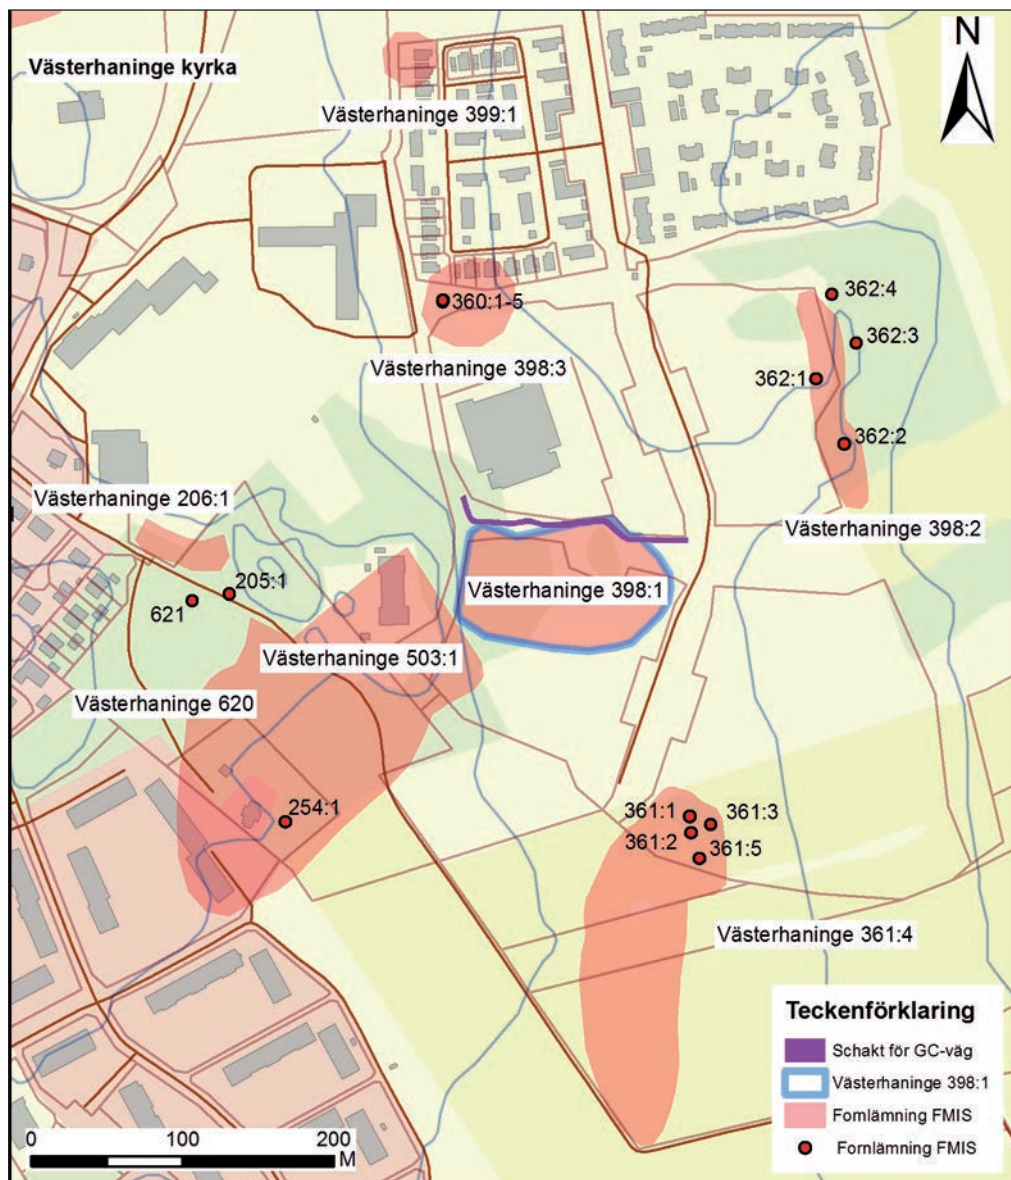 N
Västerhaninge kyrka
Västerhaninge 399:1
362:4
360:1-5
362:3
Västerhaninge 398:3
362:1
362:2
Västerhaninge 206:1
Västerhaninge 398:2
205:1
Västerhaninge 398:1
621
Västerhaninge 503:1
Västerhaninge 620
361:1
361:3
254:1
361:2
361:5
Västerhaninge 361:4
Teckenförklaring
Schakt för GC-väg
Västerhaninge 398:1
Fornlämning FMIS
Fornlämning FMIS
0 100 200
M